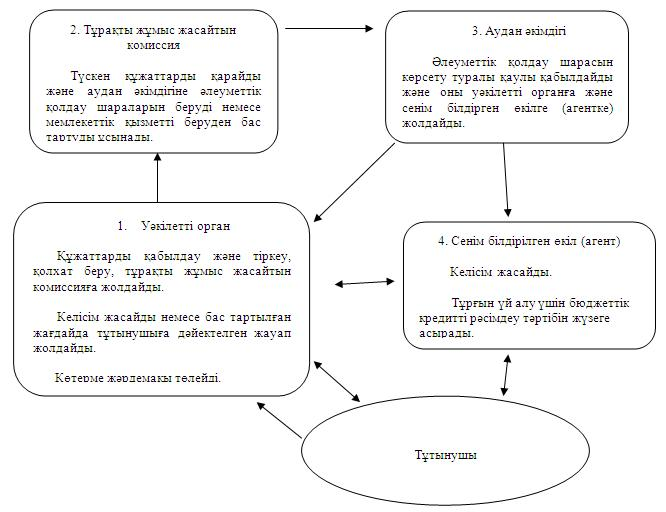 2. Тұрақты жұмыс жасайтын
комиссия
Түскен құжаттарды қарайды
және аудан әкімдігіне әлеуметтік
қолдау шараларын беруді немесе
мемлекеттік қызметті беруден бас
тартуды ұсынады.
3. Аудан әкімдігі
Әлеуметтік қолдау шарасын
көрсету туралы қаулы қабылдайды
және оны уәкілетті органға және
сенім білдірген өкілге (агентке)
жолдайды.
1. Уәкілетті орган
Құжаттарды қабылдау және тіркеу,
қолхат беру, тұрақты жұмыс жасайтын
комиссияға жолдайды.
Келісім жасайды немесе бас тартылған
жағдайда тұтынушыға дәйектелген жауап
жолдайды.
Көтерме жәрдемақы төлейді.
4. Сенім білдірілген өкіл (агент)
Келісім жасайды.
Тұрғын үй алу үшін бюджеттік
кредитті рәсімдеу тәртібін жүзеге
асырады.
Тұтынушы